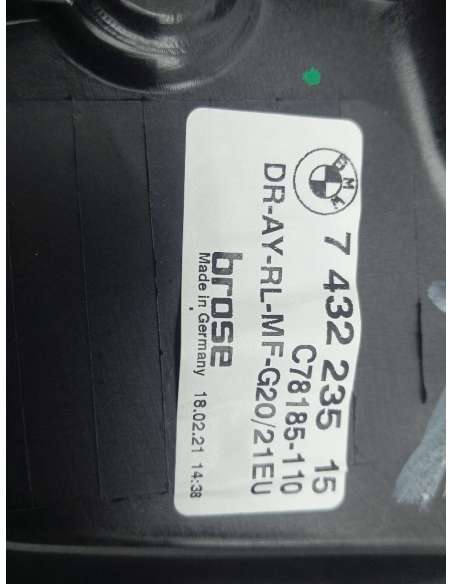 BMW
7 432 235 15
C78185-110
DR-AY-RL-MF-G20/21EU
brose
Made in Germany 18.02.21 14:38